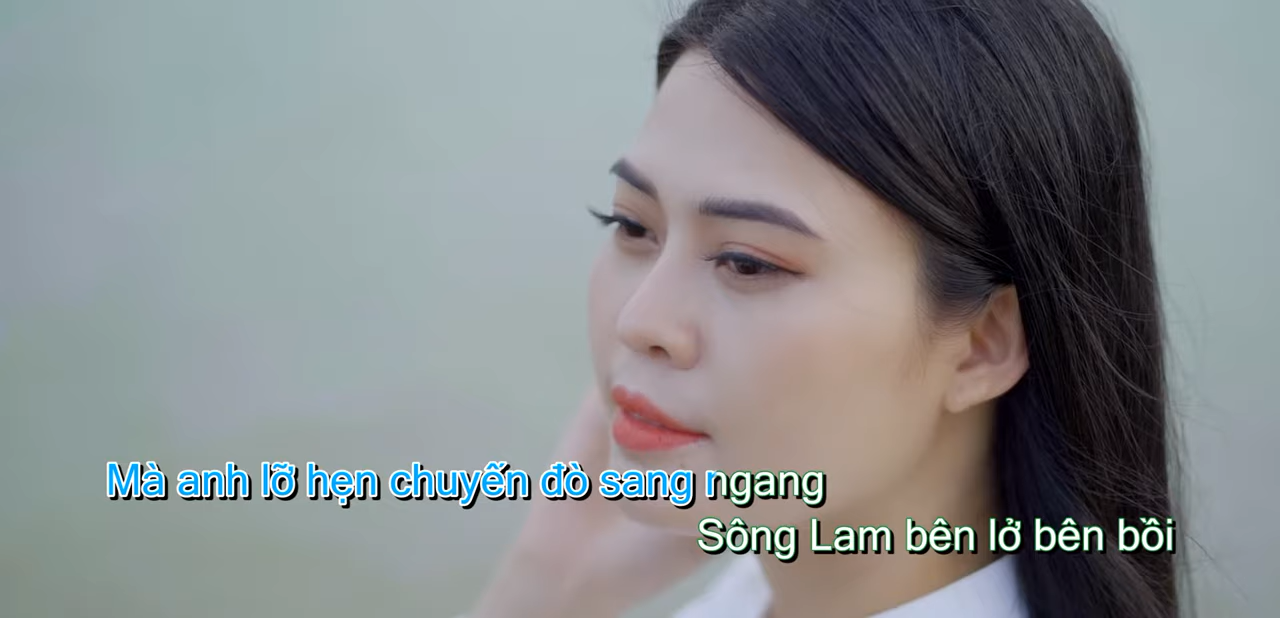 Mà anh lỡ hẹn chuyến đò sang ngang
Sông Lam bên lở bên bồi